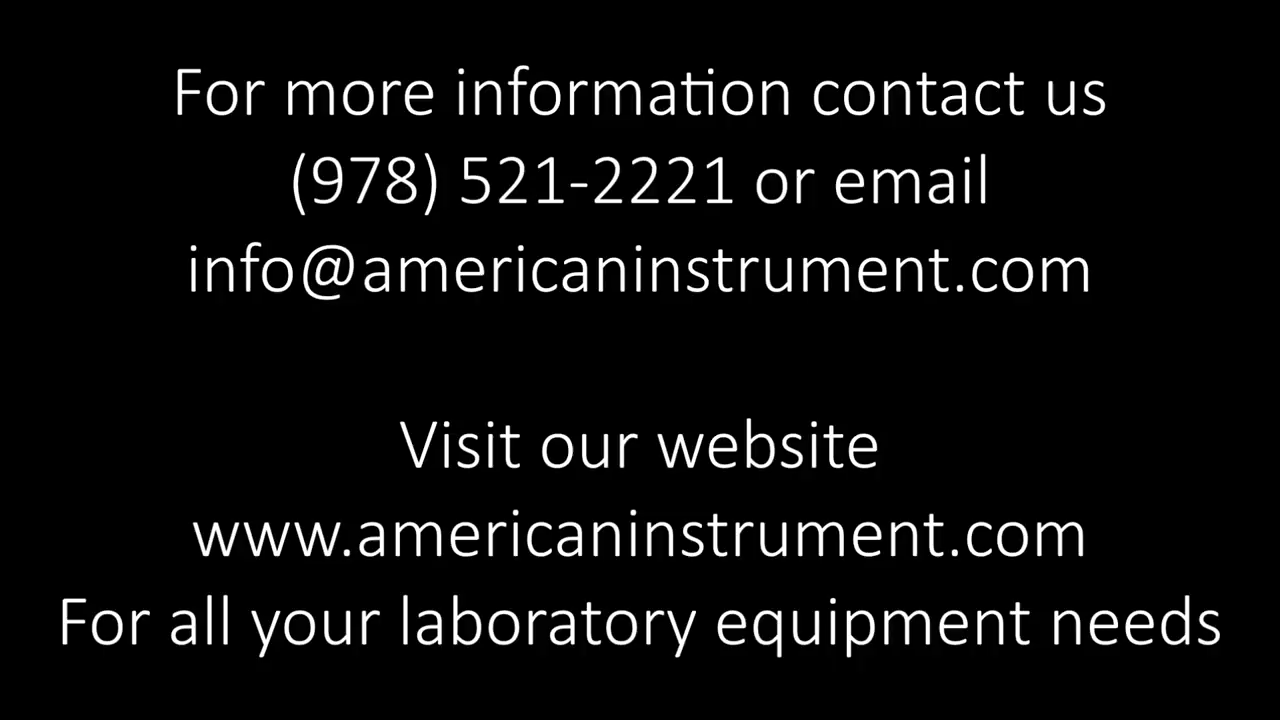 For more information contact us
(978) 521-2221 or email
info@americaninstrument.com
Visit our website
www.americaninstrument.com
For all your laboratory equipment needs